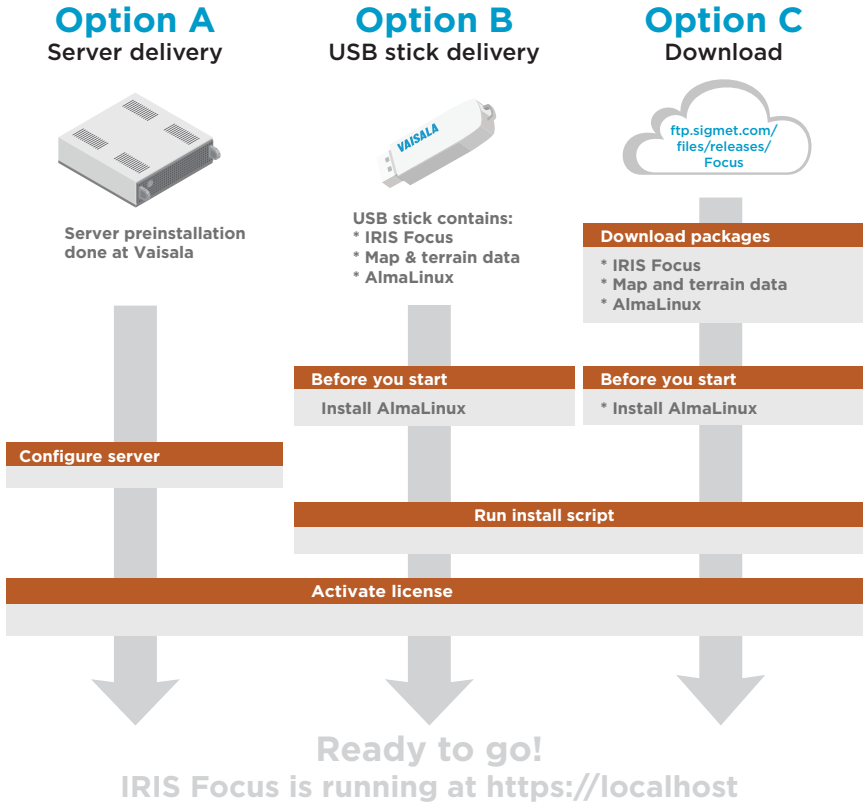 Option A
Server delivery
Server preinstallation
done at Vaisala
Configure server
Option B
USB stick delivery
VAISALA
USB stick contains:
* IRIS Focus
* Map & terrain data
* AlmaLinux
Before you start
Install AlmaLinux
Option C
Download
ftp.sigmet.com/
files/releases/
Focus
Download packages
* IRIS Focus
* Map and terrain data
* AlmaLinux
Before you start
* Install AlmaLinux
Run install script
Activate license
Ready to go!
IRIS Focus is running at https://localhost